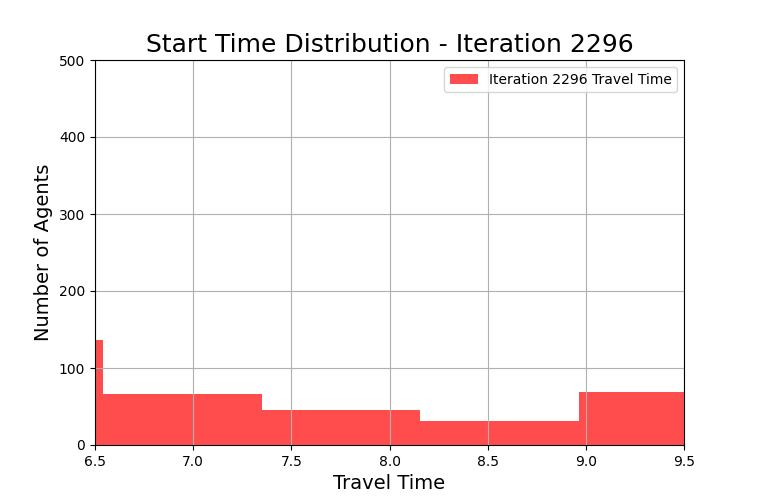 Start Time Distribution - Iteration 2296
500
Iteration 2296 Travel Time
400
300
200
100
0
Number of Agents
6.5 7.0 7.5 8.0 8.5 9.0 9.5
Travel Time